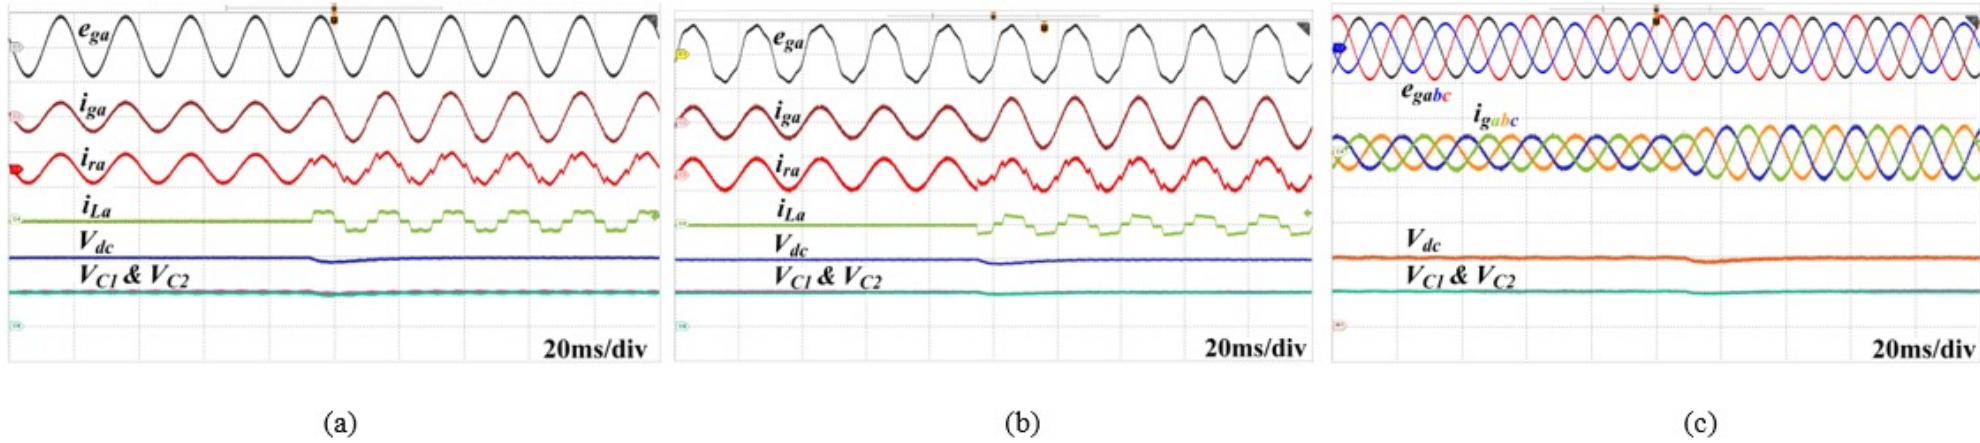 e_ga
i_ga
i_ra
i_La
V_dc
V_C1 & V_C2
20ms/div
(a)
e_ga
i_ga
i_ra
i_La
V_dc
V_C1 & V_C2
20ms/div
(b)
e_gabc
i_gabc
V_dc
V_C1 & V_C2
20ms/div
(c)